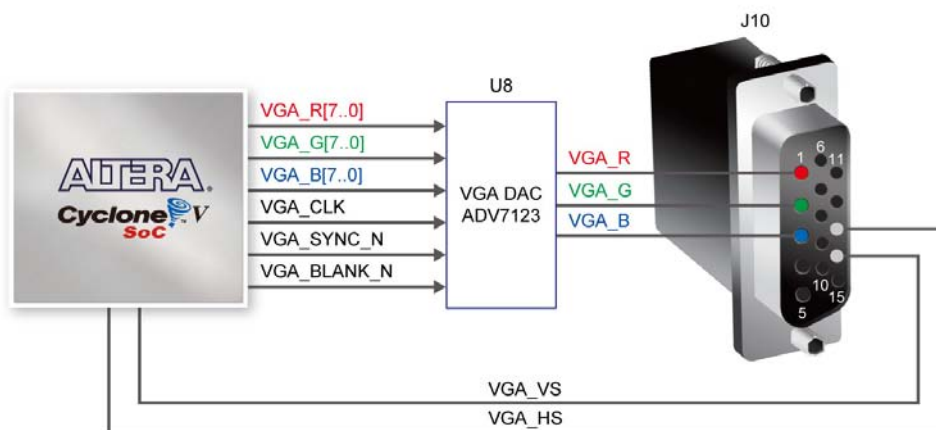 J10
U8
VGA_R[7..0]
VGA_G[7..0]
VGA_B[7..0]
VGA_CLK
VGA_SYNC_N
VGA_BLANK_N
ALTERA®
Cyclone™ V
SoC
VGA DAC
ADV7123
VGA_R
VGA_G
VGA_B
1
6
11
5
10
15
VGA_VS
VGA_HS